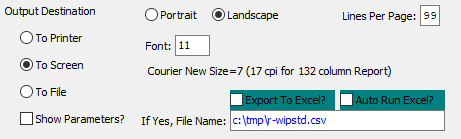 Output Destination
Portrait
Landscape
Lines Per Page: 99
To Printer
Font: 11
To Screen
Courier New Size=7 (17 cpi for 132 column Report)
To File
Export To Excel?
Auto Run Excel?
Show Parameters?
If Yes, File Name: c:\tmp\r-wipstd.csv